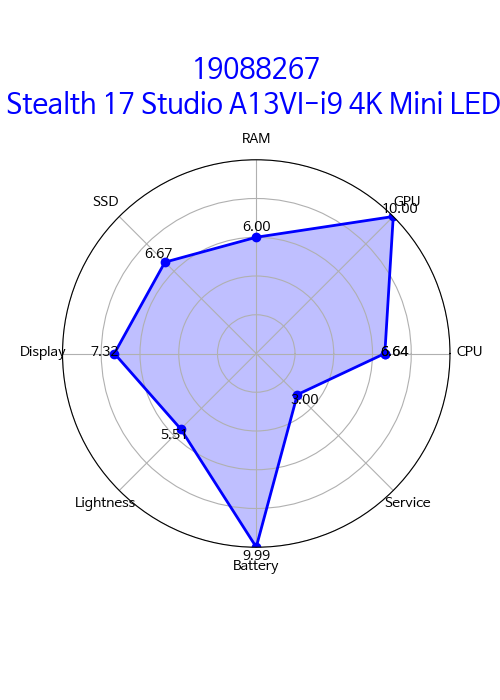 19088267
Stealth 17 Studio A13VI-i9 4K Mini LED
RAM
SSD
GPU
10.00
6.00
6.67
Display
7.33
6.64
CPU
3.00
5.51
Lightness
Service
9.99
Battery